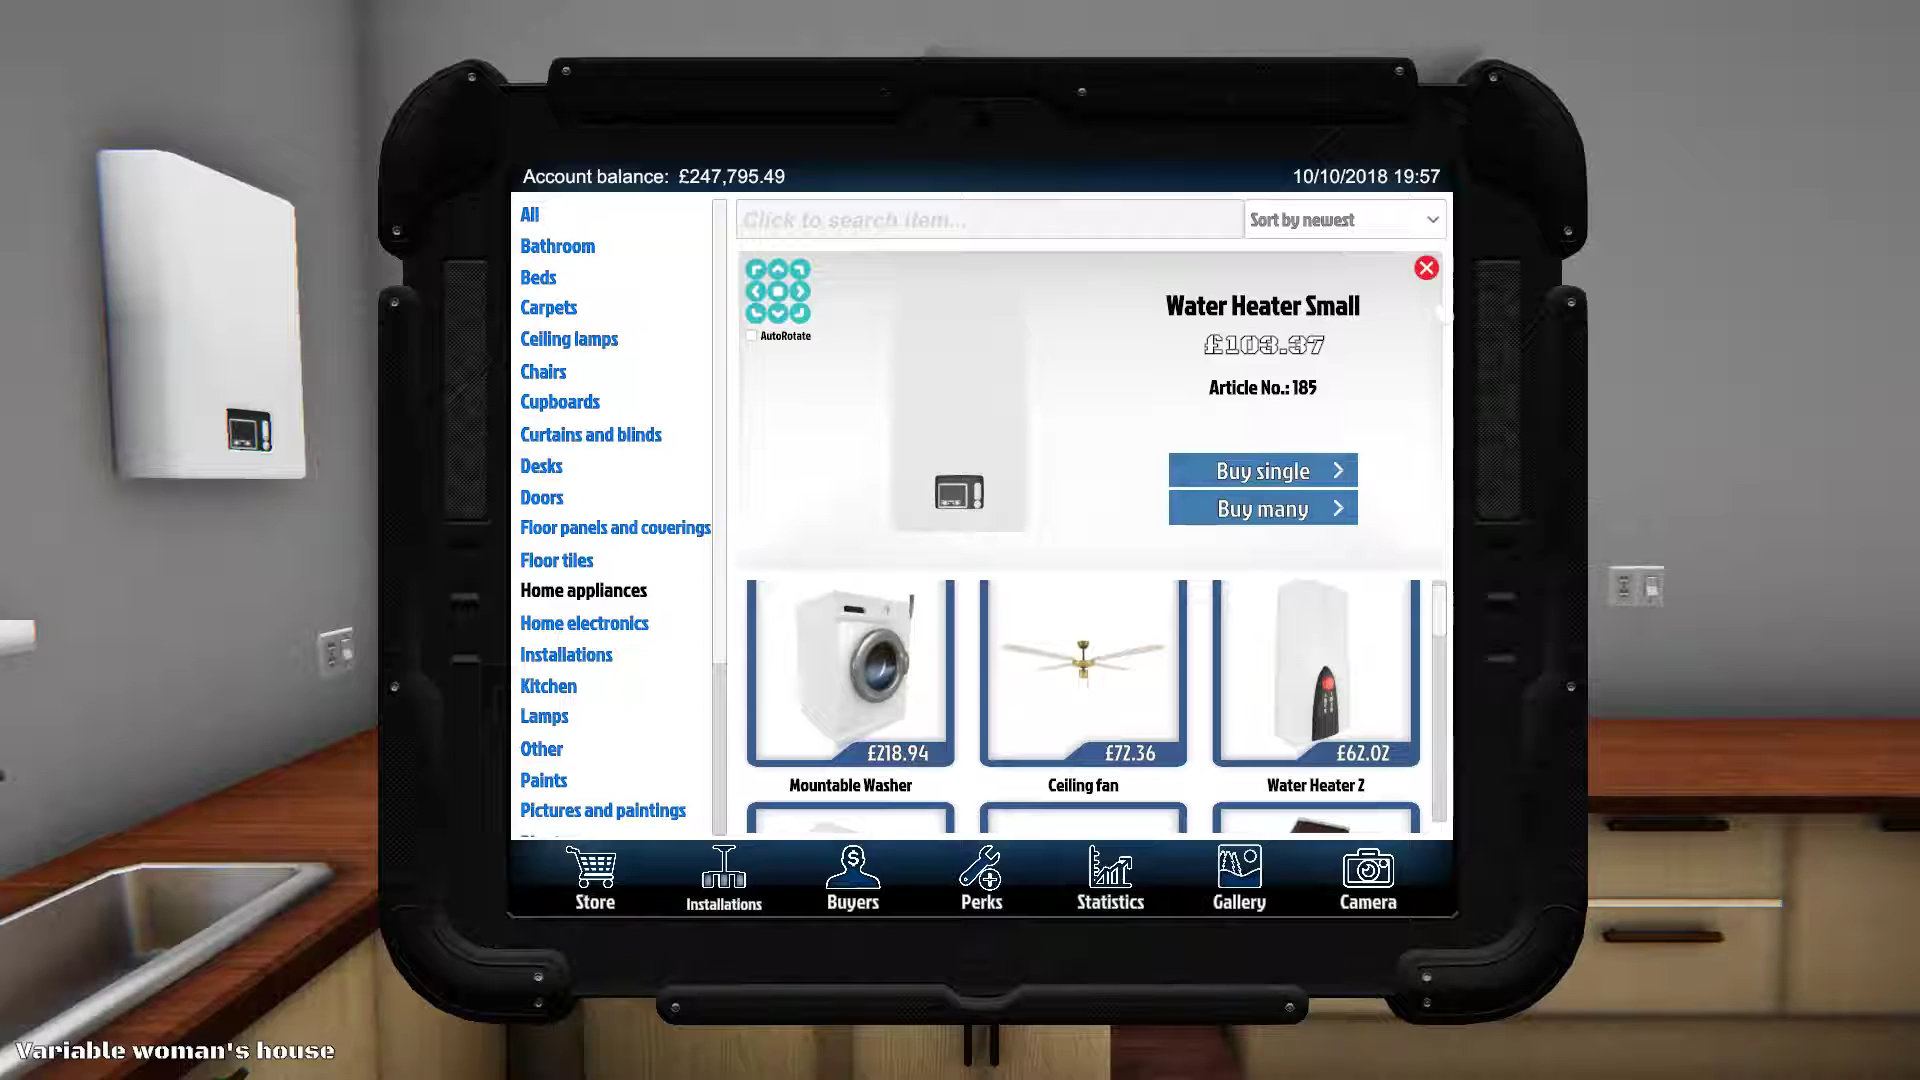 Account balance: £247,795.49
10/10/2018 19:57
All
Bathroom
Beds
Carpets
Ceiling lamps
Chairs
Cupboards
Curtains and blinds
Desks
Doors
Floor panels and coverings
Floor tiles
Home appliances
Home electronics
Installations
Kitchen
Lamps
Other
Paints
Pictures and paintings
Click to search item...
Sort by newest
AutoRotate
Water Heater Small
£103.37
Article No.: 185
Buy single
Buy many
£218.94
£72.36
£62.02
Mountable Washer
Ceiling fan
Water Heater 2
Store
Installations
Buyers
Perks
Statistics
Gallery
Camera
Variable woman's house